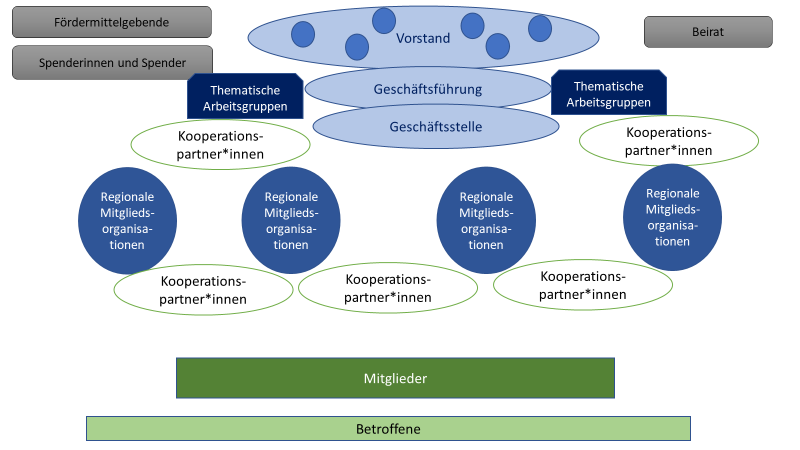 Fördermittelgebende
Vorstand
Beirat
Spenderinnen und Spender
Thematische
Arbeitsgruppen
Geschäftsführung
Thematische
Arbeitsgruppen
Geschäftsstelle
Kooperations-
partner*innen
Kooperations-
partner*innen
Regionale
Mitglieds-
organisa-
tionen
Regionale
Mitglieds-
organisa-
tionen
Regionale
Mitglieds-
organisa-
tionen
Regionale
Mitglieds-
organisa-
tionen
Kooperations-
partner*innen
Kooperations-
partner*innen
Kooperations-
partner*innen
Mitglieder
Betroffene